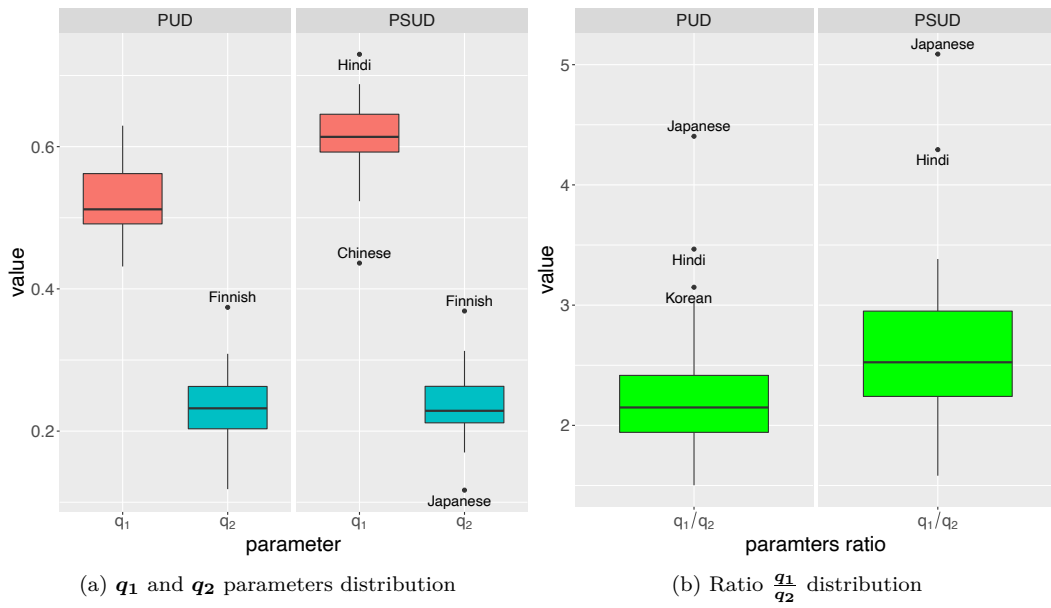 PUD
PSUD
PUD
PSUD
value
0.6
0.4
0.2
Hindi
Chinese
Finnish
Finnish
Japanese
q1
q2
q1
q2
parameter
value
5
4
3
2
Japanese
Hindi
Korean
Japanese
Hindi
q1/q2
q1/q2
paramters ratio
(a) q1 and q2 parameters distribution
(b) Ratio q1/q2 distribution